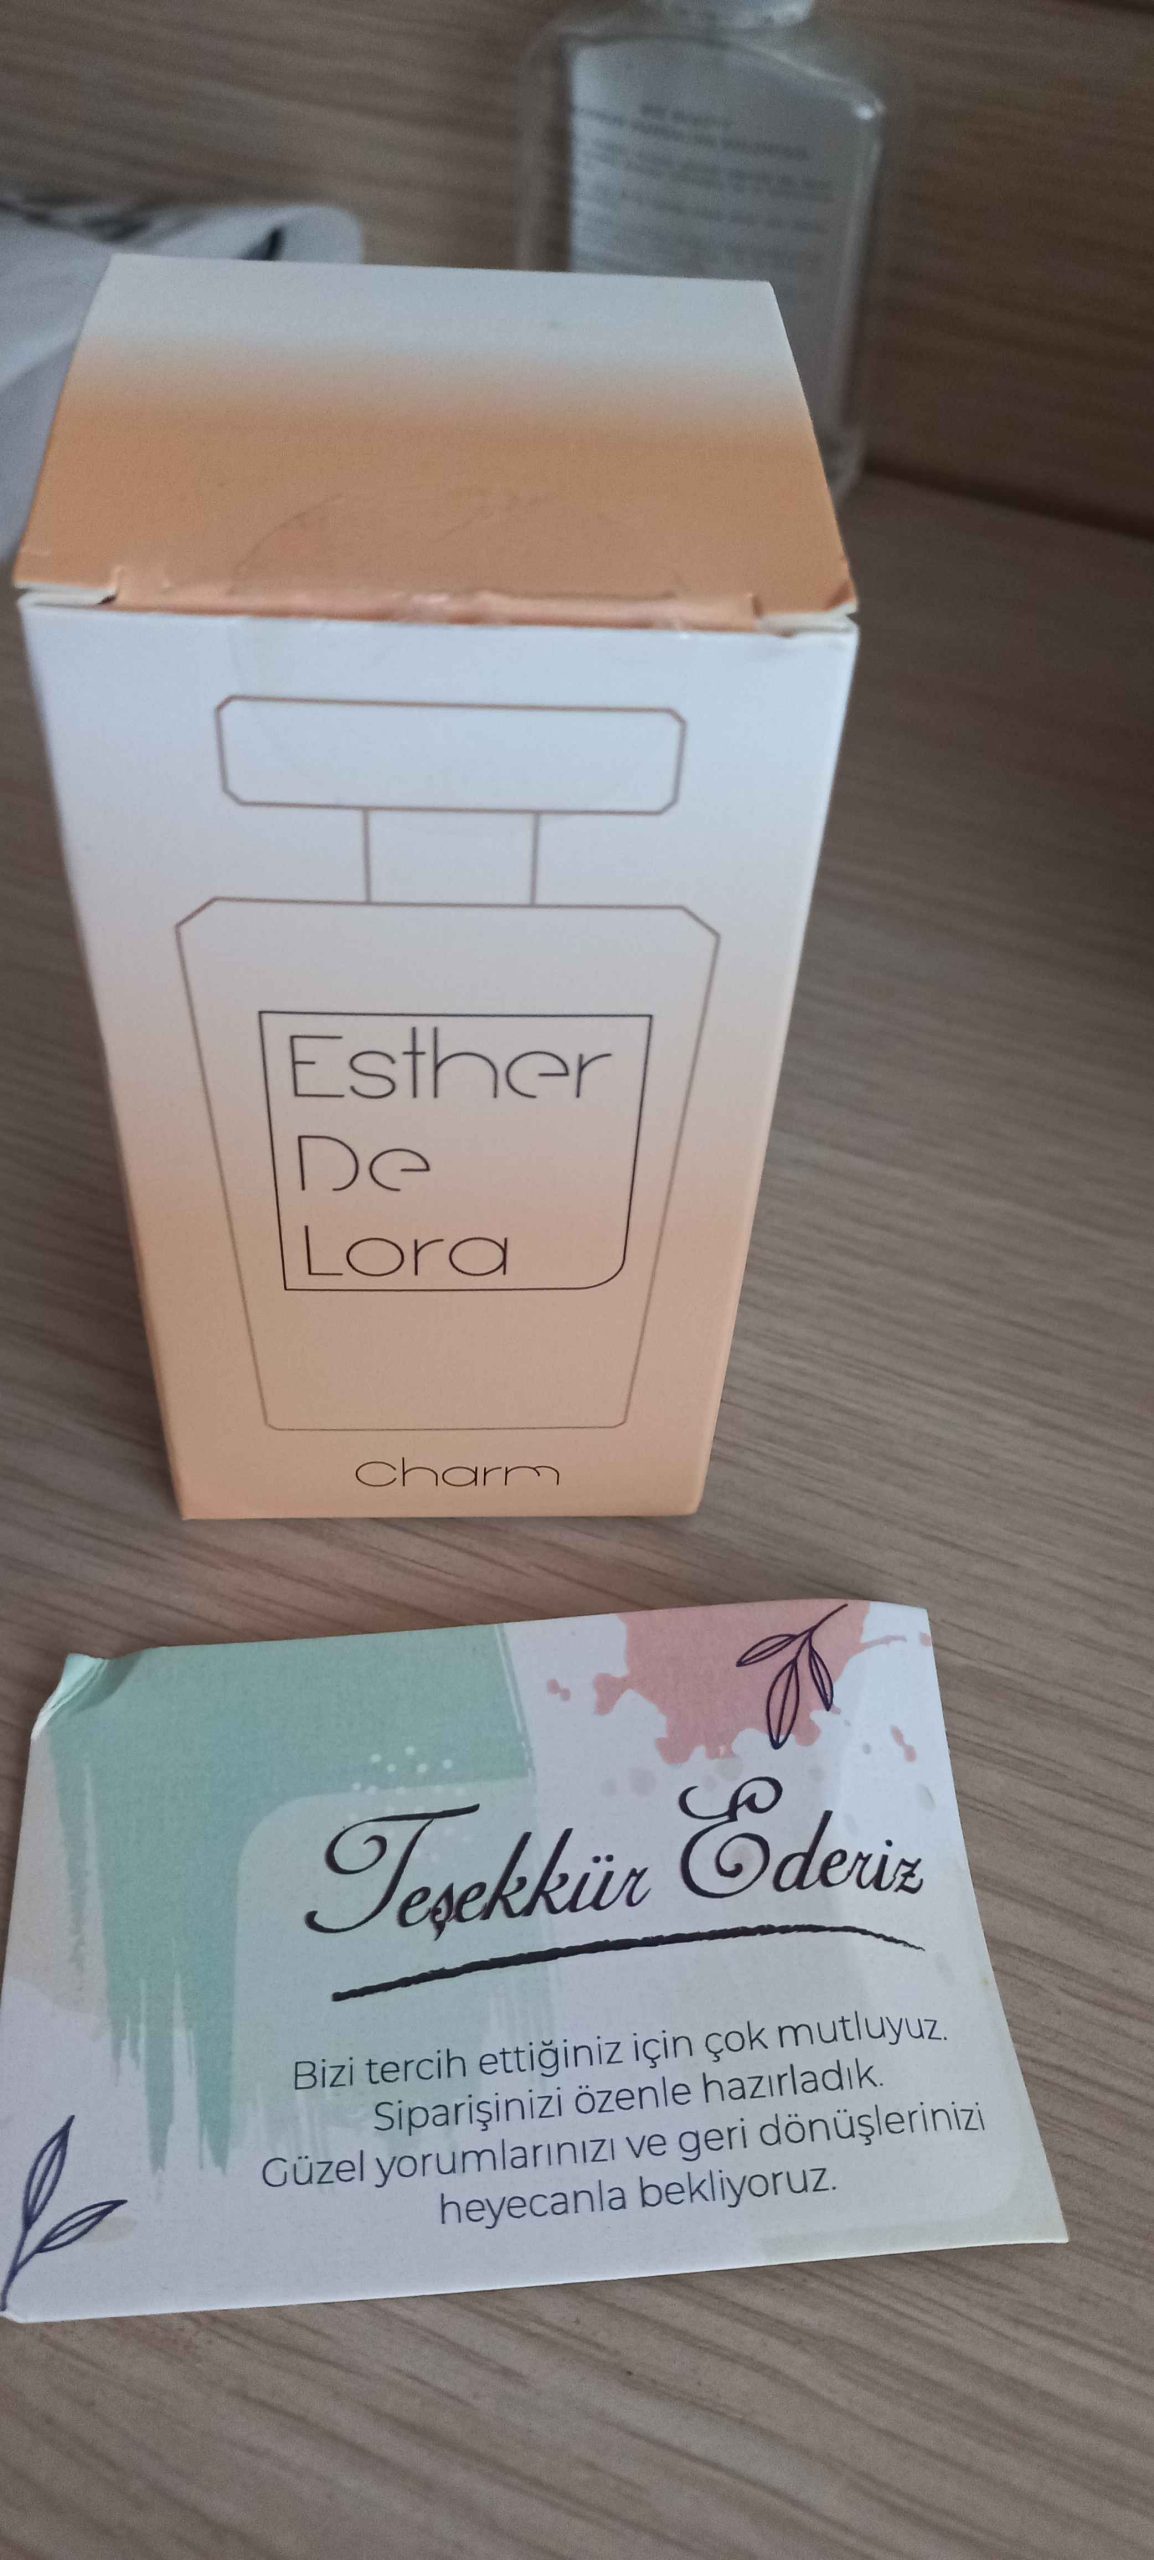 Esther
De
Lora
charm
Teşekkür Ederiz
Bizi tercih ettiğiniz için çok mutluyuz.
Siparişinizi özenle hazırladık.
Güzel yorumlarınızı ve geri dönüşlerinizi
heyecanla bekliyoruz.